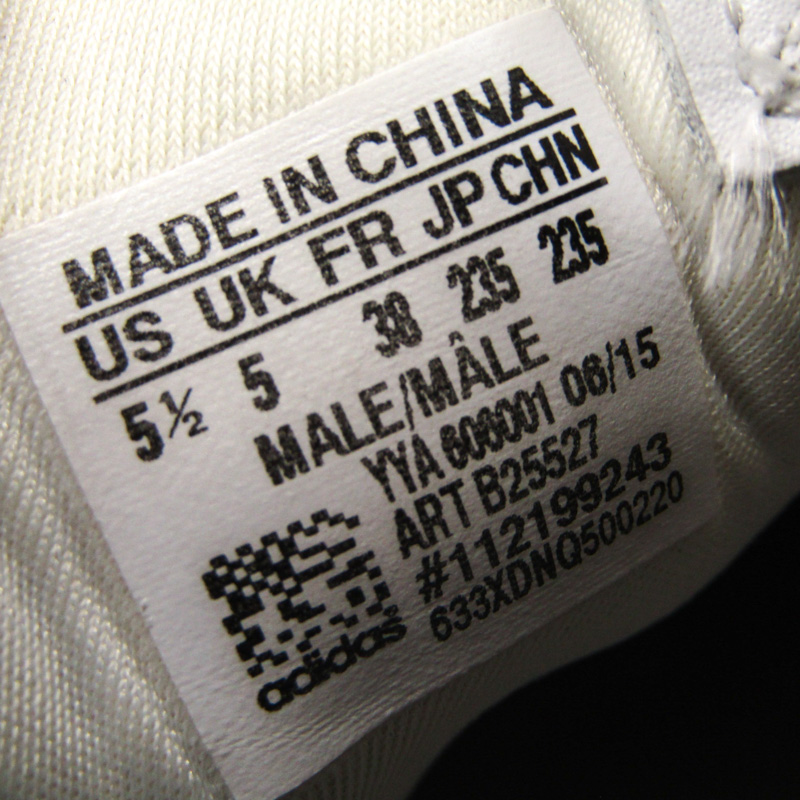 MADE IN CHINA
US UK FR JP CHN
5½ 5 38 235 235
MALE/MÂLE
YYA 606001 06/15
ART B25527
#112199243
633XDNQ500220
adidas